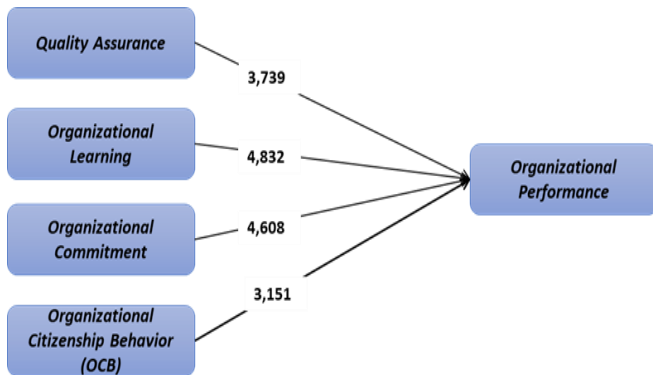 Quality Assurance
3,739
Organizational
Learning
4,832
Organizational
Performance
Organizational
Commitment
4,608
3,151
Organizational
Citizenship Behavior
(OCB)